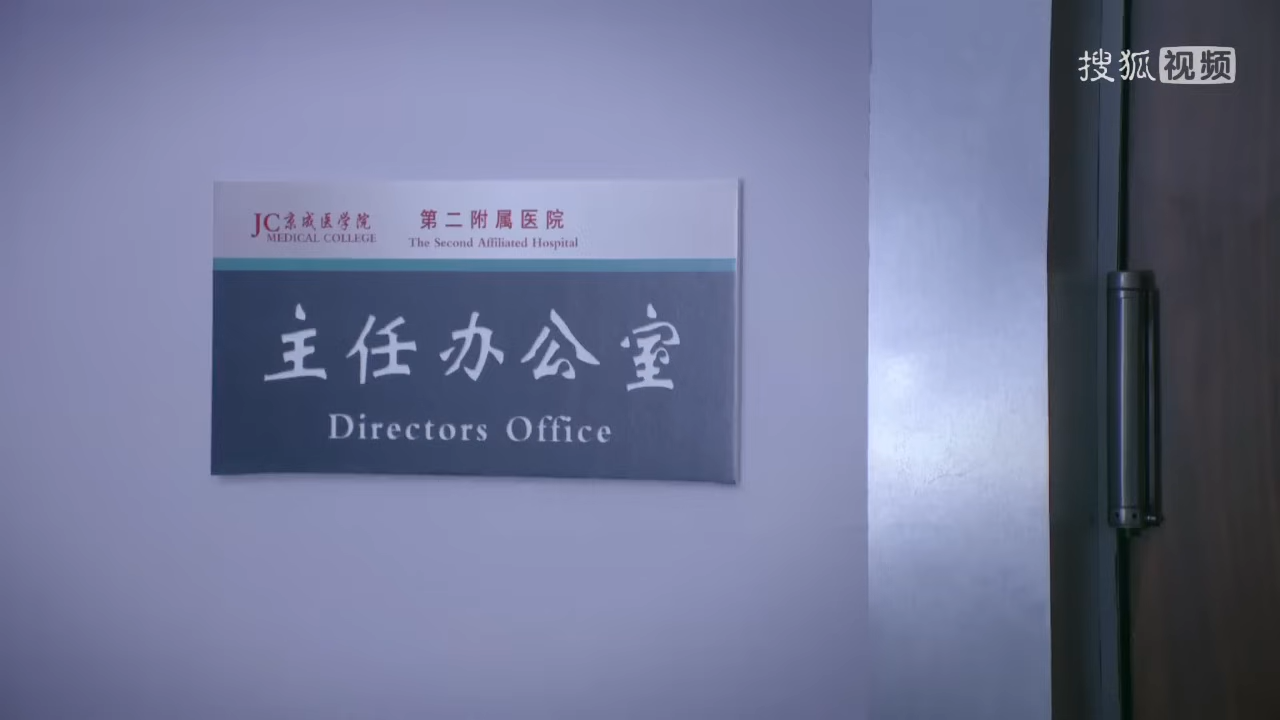 搜狐视频
JC京成医学院
MEDICAL COLLEGE
第二附属医院
The Second Affiliated Hospital
主任办公室
Directors Office